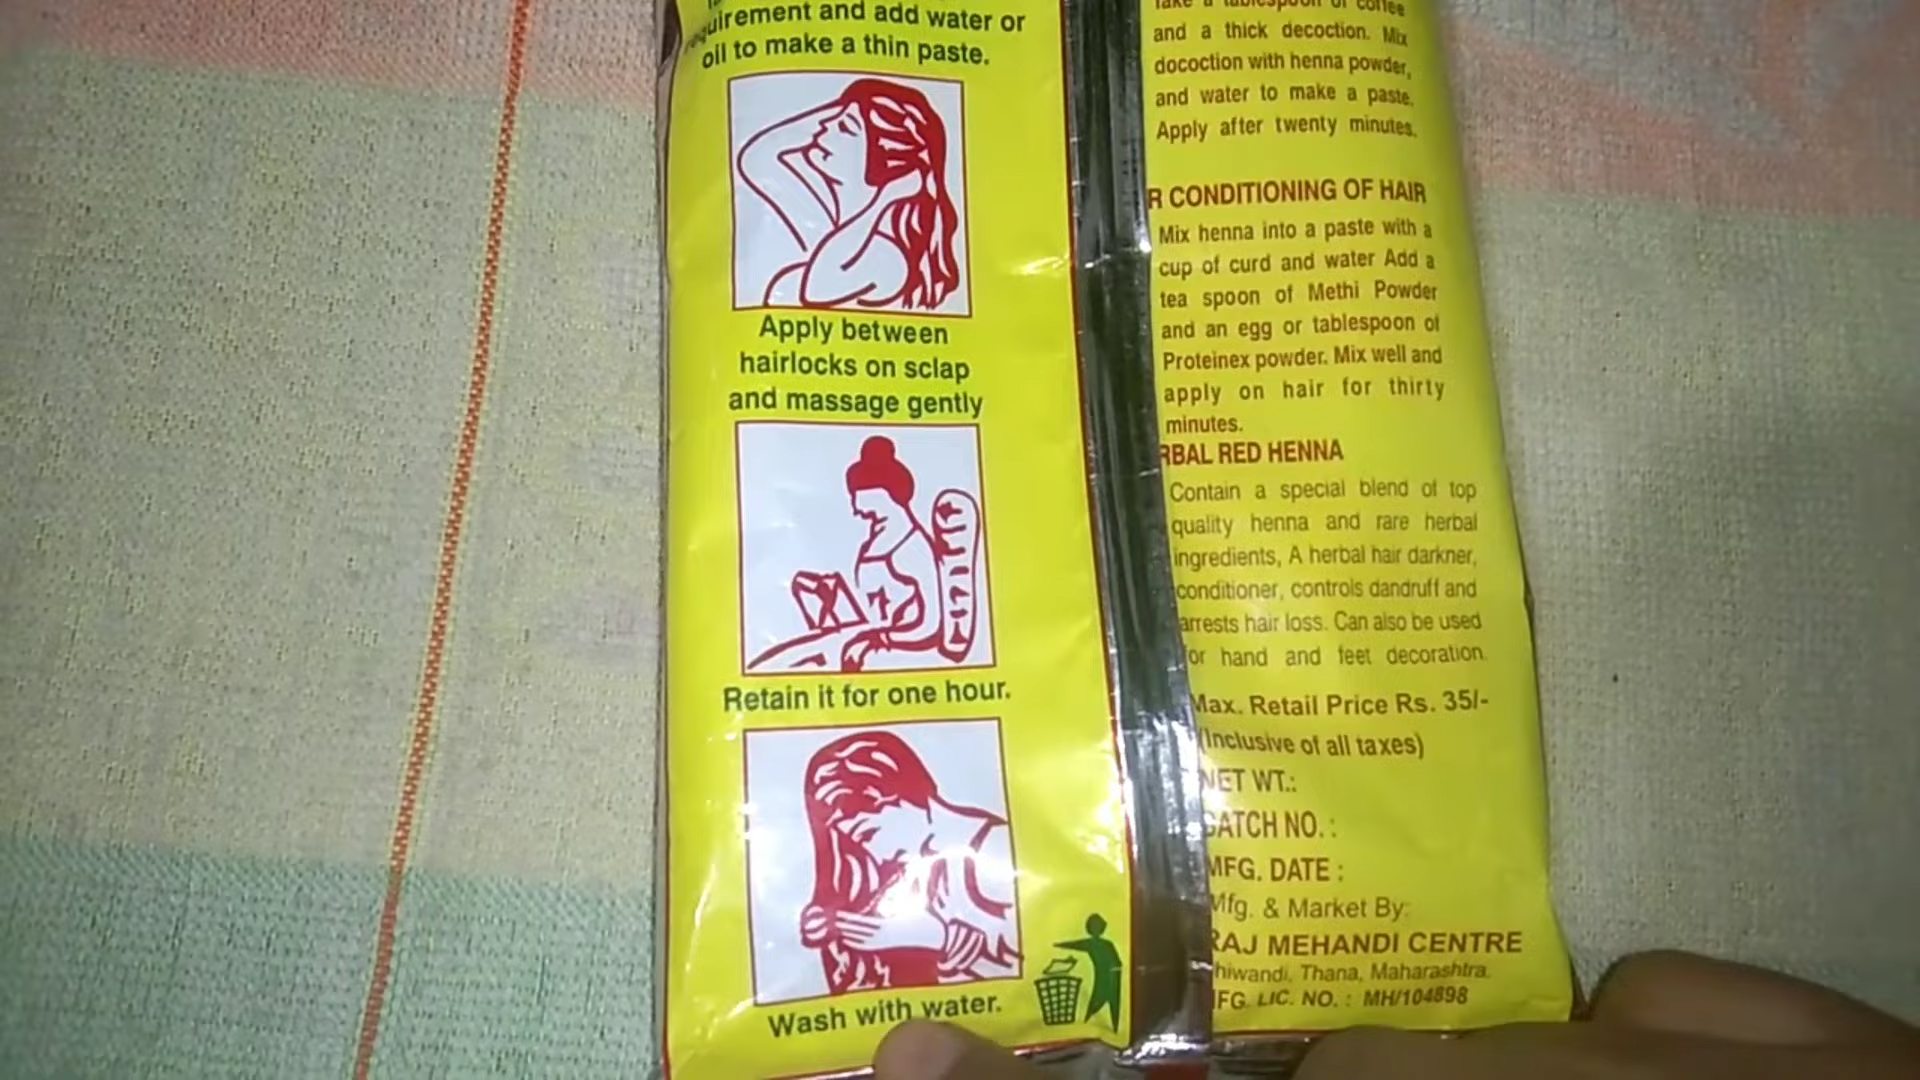 requirement and add water or
oil to make a thin paste.
Apply between
hairlocks on sclap
and massage gently
Retain it for one hour.
Wash with water.
Take a tablespoon of coffee
and a thick decoction. Mix
docoction with henna powder,
and water to make a paste.
Apply after twenty minutes.
R CONDITIONING OF HAIR
Mix henna into a paste with a
cup of curd and water Add a
tea spoon of Methi Powder
and an egg or tablespoon of
Proteinex powder. Mix well and
apply on hair for thirty
minutes.
RBAL RED HENNA
Contain a special blend of top
quality henna and rare herbal
ingredients, A herbal hair darkner,
conditioner, controls dandruff and
arrests hair loss. Can also be used
for hand and feet decoration.
Max. Retail Price Rs. 35/-
(Inclusive of all taxes)
NET WT.:
BATCH NO. :
MFG. DATE :
Mfg. & Market By:
RAJ MEHANDI CENTRE
hiwandi, Thana, Maharashtra.
MFG. LIC. NO. : MH/104898